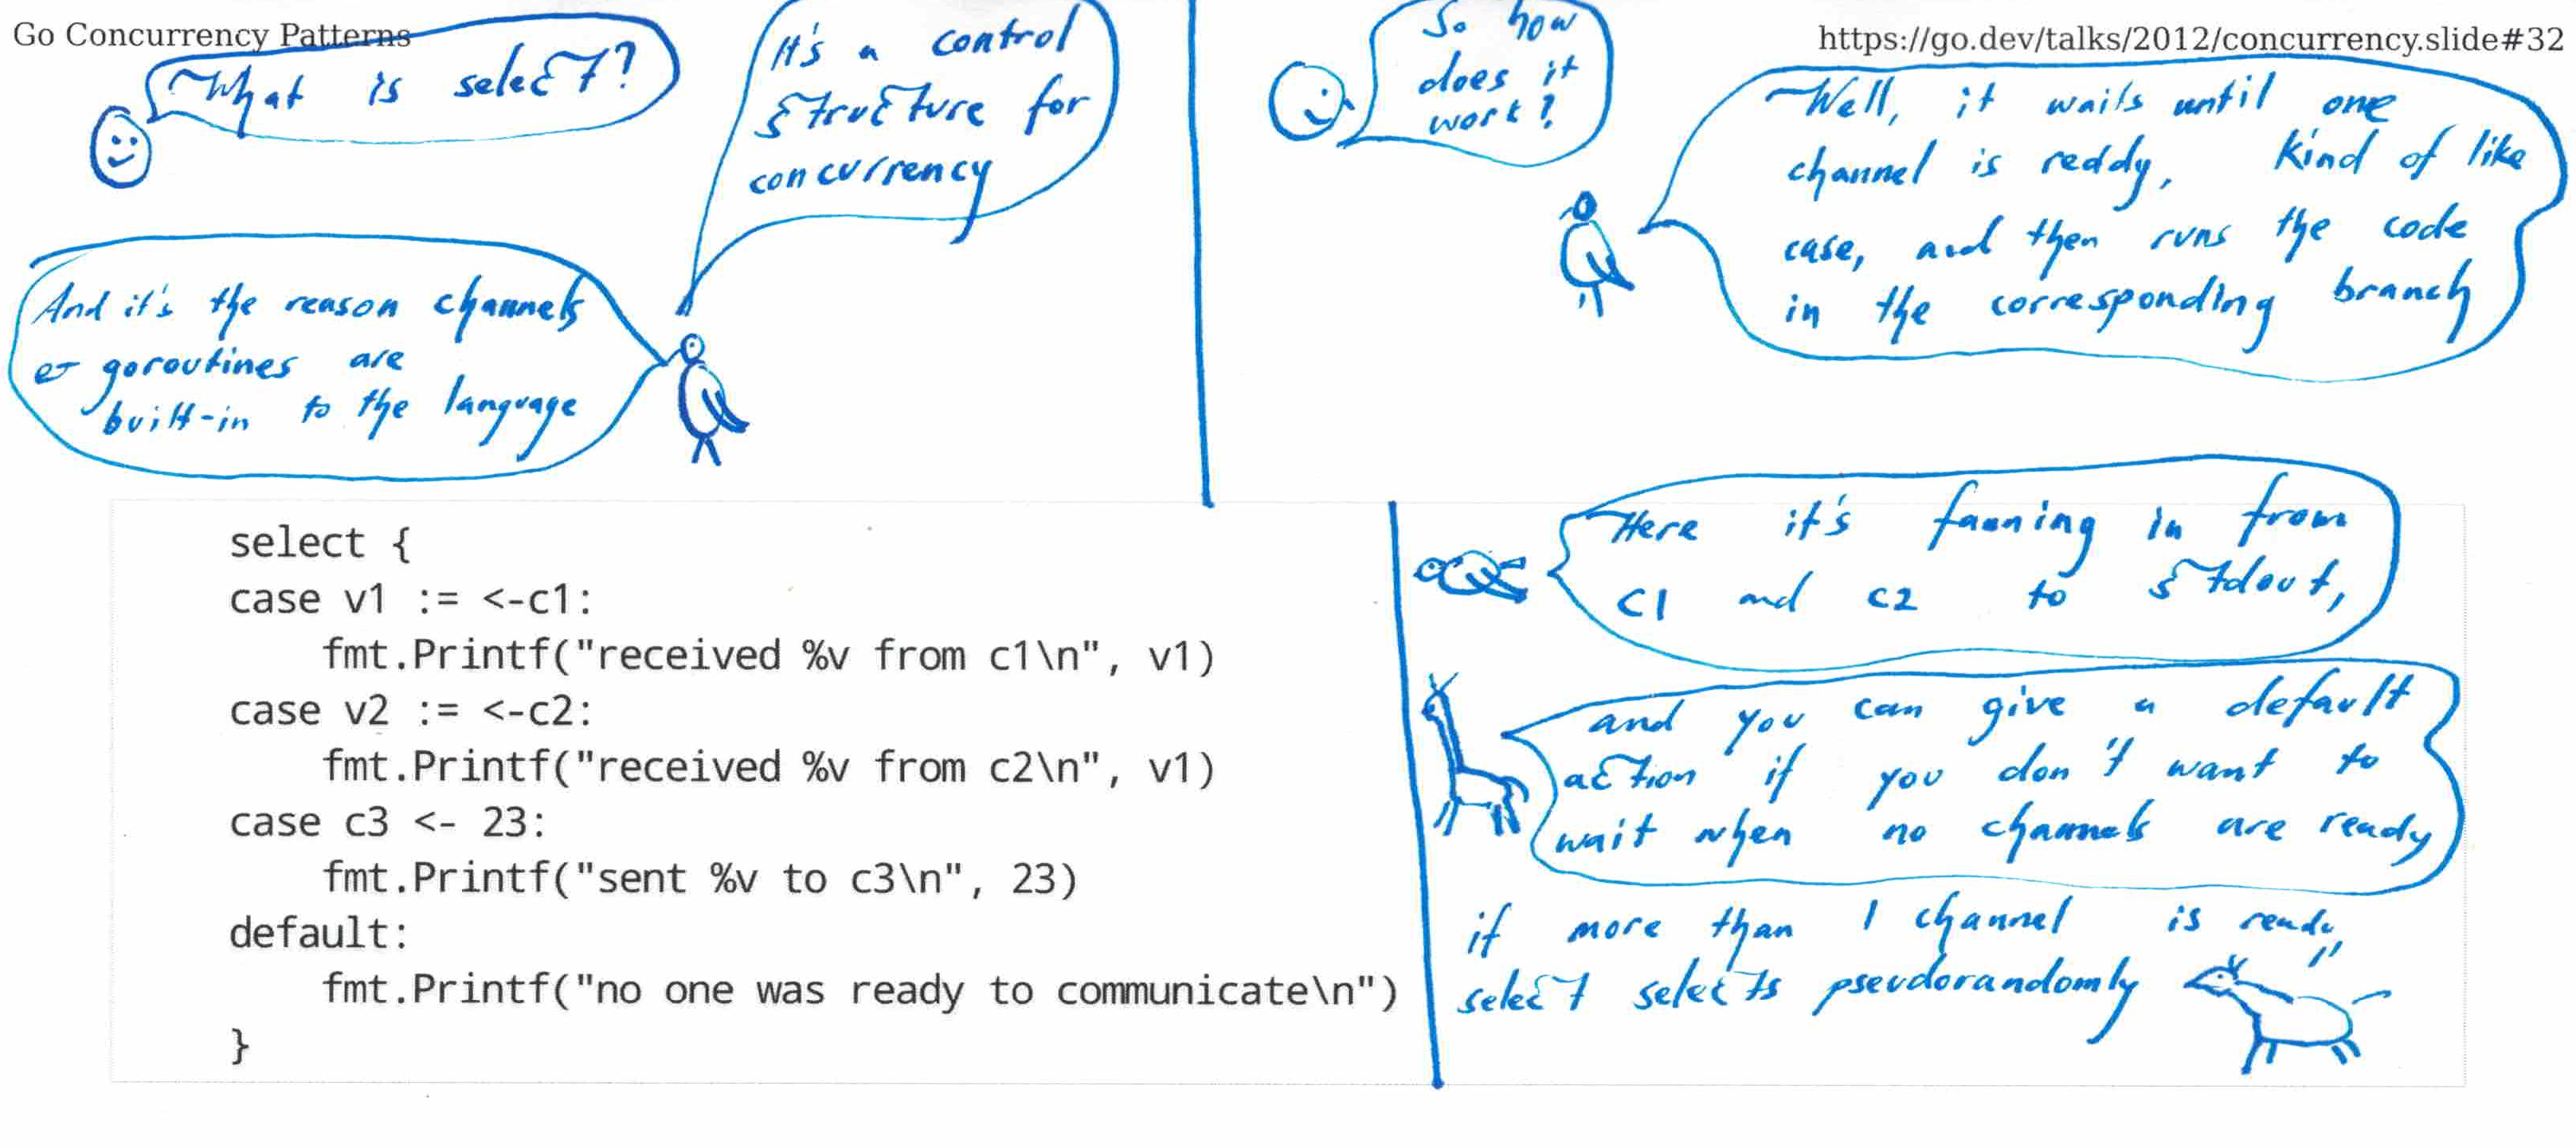 Go Concurrency Patterns
https://go.dev/talks/2012/concurrency.slide#32
What is select?
It's a control
structure for
concurrency
And it's the reason channels
& goroutines are
built-in to the language
So how
does it
work?
Well, it waits until one
channel is reddy, kind of like
case, and then runs the code
in the corresponding branch
select {
case v1 := <-c1:
    fmt.Printf("received %v from c1\n", v1)
case v2 := <-c2:
    fmt.Printf("received %v from c2\n", v1)
case c3 <- 23:
    fmt.Printf("sent %v to c3\n", 23)
default:
    fmt.Printf("no one was ready to communicate\n")
}
Here it's fanning in from
c1 and c2 to stdout,
and you can give a default
action if you don't want to
wait when no channels are ready
if more than 1 channel is ready,
select selects pseudorandomly